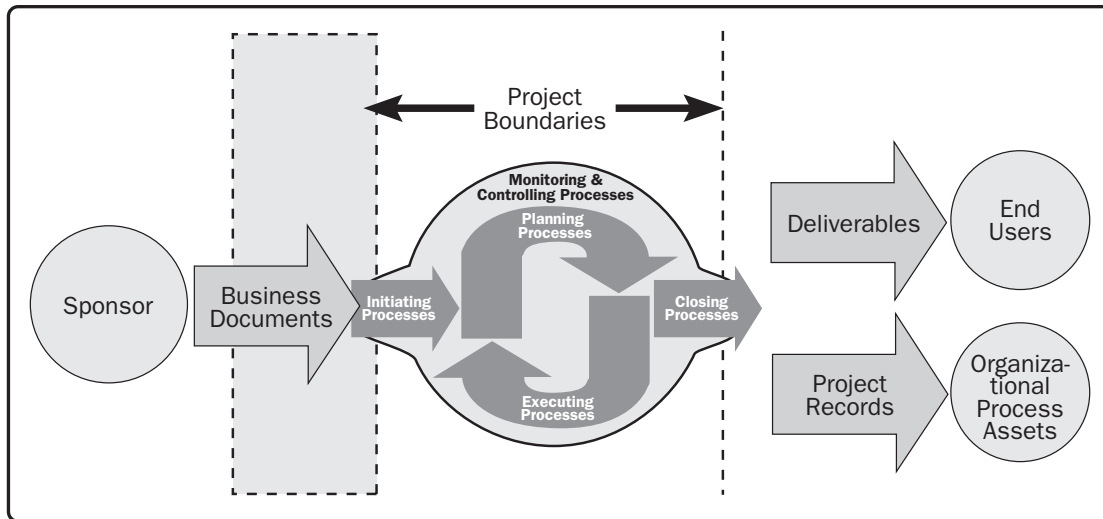 Project
Boundaries
Monitoring &
Controlling Processes
Planning
Processes
Sponsor
Business
Documents
Initiating
Processes
Closing
Processes
Executing
Processes
Deliverables
End
Users
Project
Records
Organiza-
tional
Process
Assets